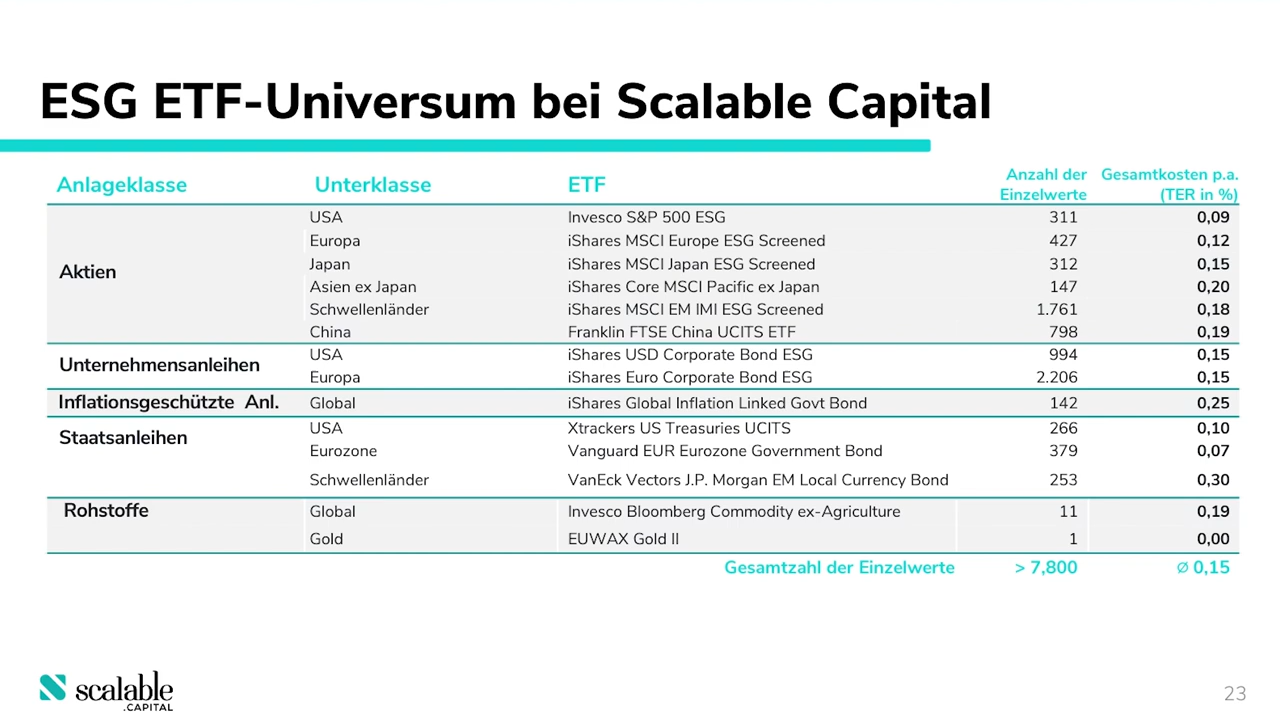 ESG ETF-Universum bei Scalable Capital
Anlageklasse Unterklasse ETF Anzahl der Einzelwerte Gesamtkosten p.a. (TER in %)
Aktien
USA Invesco S&P 500 ESG 311 0,09
Europa iShares MSCI Europe ESG Screened 427 0,12
Japan iShares MSCI Japan ESG Screened 312 0,15
Asien ex Japan iShares Core MSCI Pacific ex Japan 147 0,20
Schwellenländer iShares MSCI EM IMI ESG Screened 1.761 0,18
China Franklin FTSE China UCITS ETF 798 0,19
Unternehmensanleihen
USA iShares USD Corporate Bond ESG 994 0,15
Europa iShares Euro Corporate Bond ESG 2.206 0,15
Inflationsgeschützte Anl. Global iShares Global Inflation Linked Govt Bond 142 0,25
Staatsanleihen
USA Xtrackers US Treasuries UCITS 266 0,10
Eurozone Vanguard EUR Eurozone Government Bond 379 0,07
Schwellenländer VanEck Vectors J.P. Morgan EM Local Currency Bond 253 0,30
Rohstoffe Global Invesco Bloomberg Commodity ex-Agriculture 11 0,19
Gold EUWAX Gold II 1 0,00
Gesamtzahl der Einzelwerte > 7,800 ∅ 0,15
scalable
.CAPITAL
23